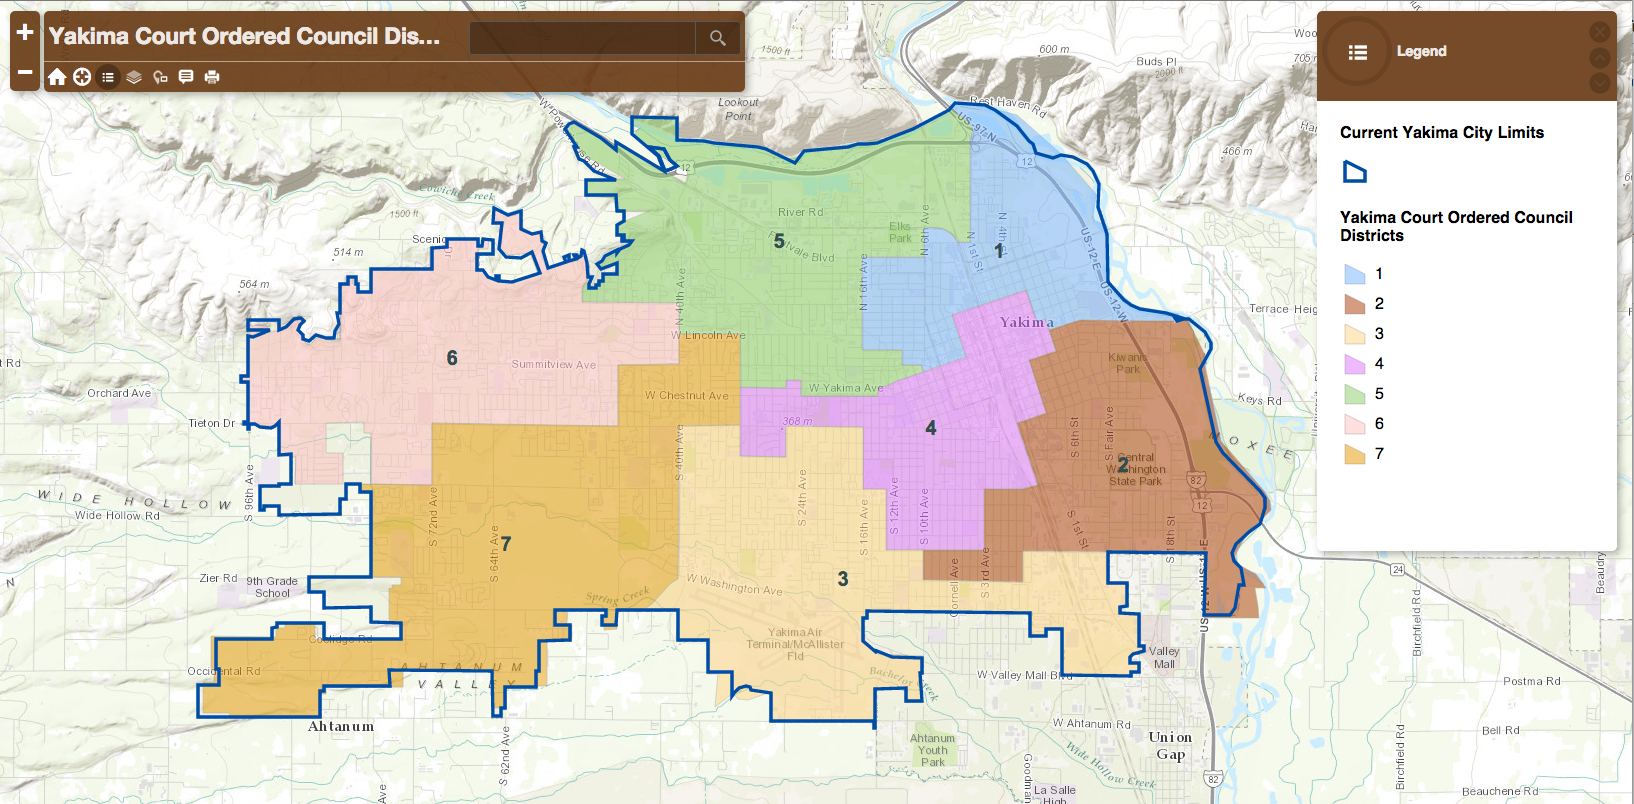 +
−
Yakima Court Ordered Council Dis...
Legend
Current Yakima City Limits
Yakima Court Ordered Council
Districts
1
2
3
4
5
6
7
1500 ft
600 m
Buds Pl
2000 ft
Woo
705
Lookout
Point
Rest Haven Rd
US-97-N
12
12
466 m
Cowiche Creek
1500 ft
514 m
Scenic
564 m
River Rd
5
Elks
Park
N 6th Ave
N 1st St
N 4th St
1
US-12-E
US-12-W
N 16th Ave
N 40th Ave
Terrace Heig
Yakima
W Lincoln Ave
6
Summitview Ave
Kiwanis
Park
t Rd
Orchard Ave
W Chestnut Ave
W Yakima Ave
Keys Rd
Tieton Dr
368 m
4
S 6th St
S Fair Ave
MOXEE
S 40th Ave
Central
Washington
State Park
2
82
12
S 96th Ave
WIDE HOLLOW
Wide Hollow Rd
S 72nd Ave
S 64th Ave
7
S 24th Ave
S 16th Ave
S 12th Ave
S 10th Ave
S 1st St
S 18th St
Zier Rd
9th Grade
School
Spring Creek
W Washington Ave
3
Cornell Ave
S 3rd Ave
24
Beaudry
Birchfield Rd
Coolidge Rd
Yakima Air
Terminal/McAllister
Fld
Valley
Mall
Occidental Rd
AHTANUM
VALLEY
Bachelor Creek
W Valley Mall Blvd
Postma Rd
Ahtanum
S 62nd Ave
W Ahtanum Rd
Union
Gap
Bell Rd
Ahtanum
Youth
Park
Wide Hollow Creek
Birchfield Rd
82
Goodman
La Salle
High
Beauchene Rd
Ave
N